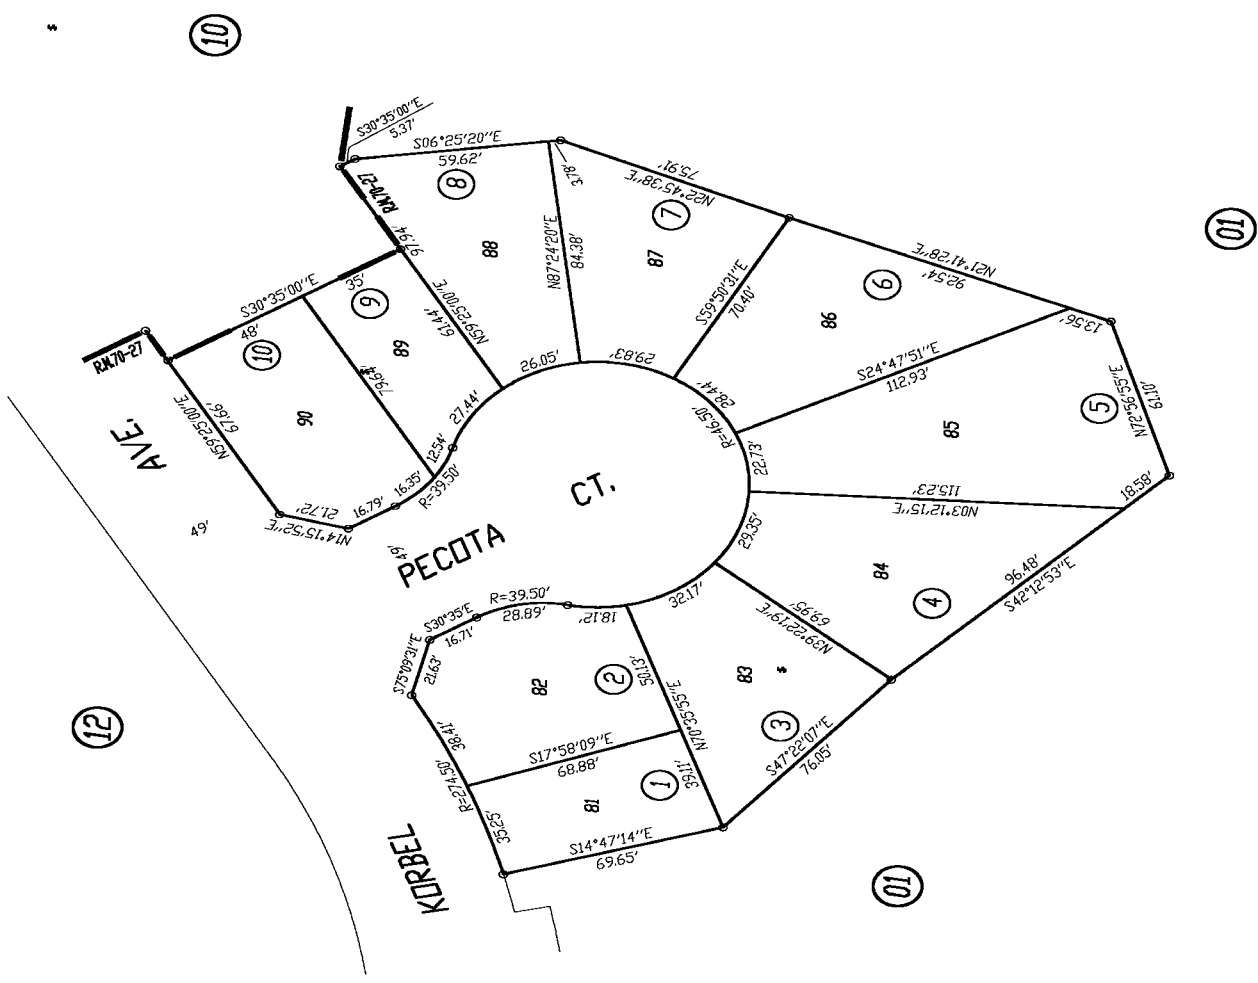 10
S30°35'00"E
5.37'
S06°25'20"E
59.62'
8
RM.70-27
97.94'
3.78'
75.91'
N22°45'38"E
7
88
87
N87°24'20"E
84.38'
01
N21°41'28"E
92.54'
6
S59°50'31"E
70.40'
86
13.56'
S30°35'00"E
48'
35'
9
RM.70-27
10
N59°25'00"E
61.44'
89
79.64'
26.05'
29.83'
28.44'
R=46.50'
S24°47'51"E
112.93'
N72°56'55"E
61.10'
5
AVE.
N59°25'00"E
67.66'
90
27.44'
12.54'
16.35'
R=39.50'
22.73'
85
115.23'
N03°12'15"E
18.58'
21.72'
N14°15'52"E
16.79'
49'
49'
PECOTA
CT.
29.35'
84
4
96.48'
S42°12'53"E
32.17'
N39°22'19"E
69.95'
S30°35'E
16.71'
R=39.50'
28.89'
18.12'
S75°09'31"E
21.63'
82
2
50.13'
N70°35'55"E
39.11'
83
3
S47°22'07"E
76.05'
12
38.41'
R=274.50'
35.25'
S17°58'09"E
68.88'
81
1
S14°47'14"E
69.65'
KORBEL
01